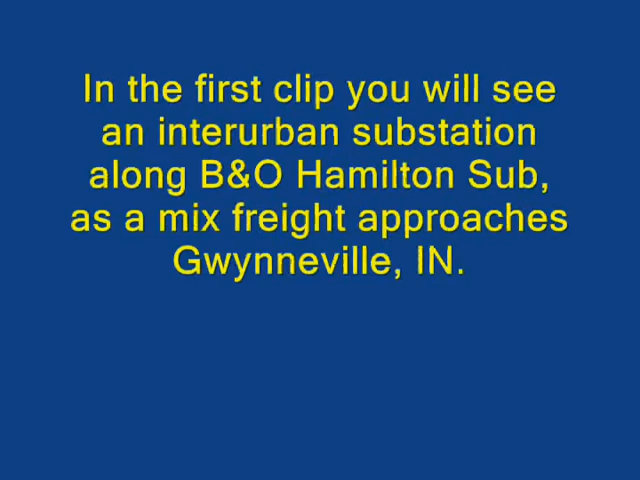 In the first clip you will see
an interurban substation
along B&O Hamilton Sub,
as a mix freight approaches
Gwynneville, IN.